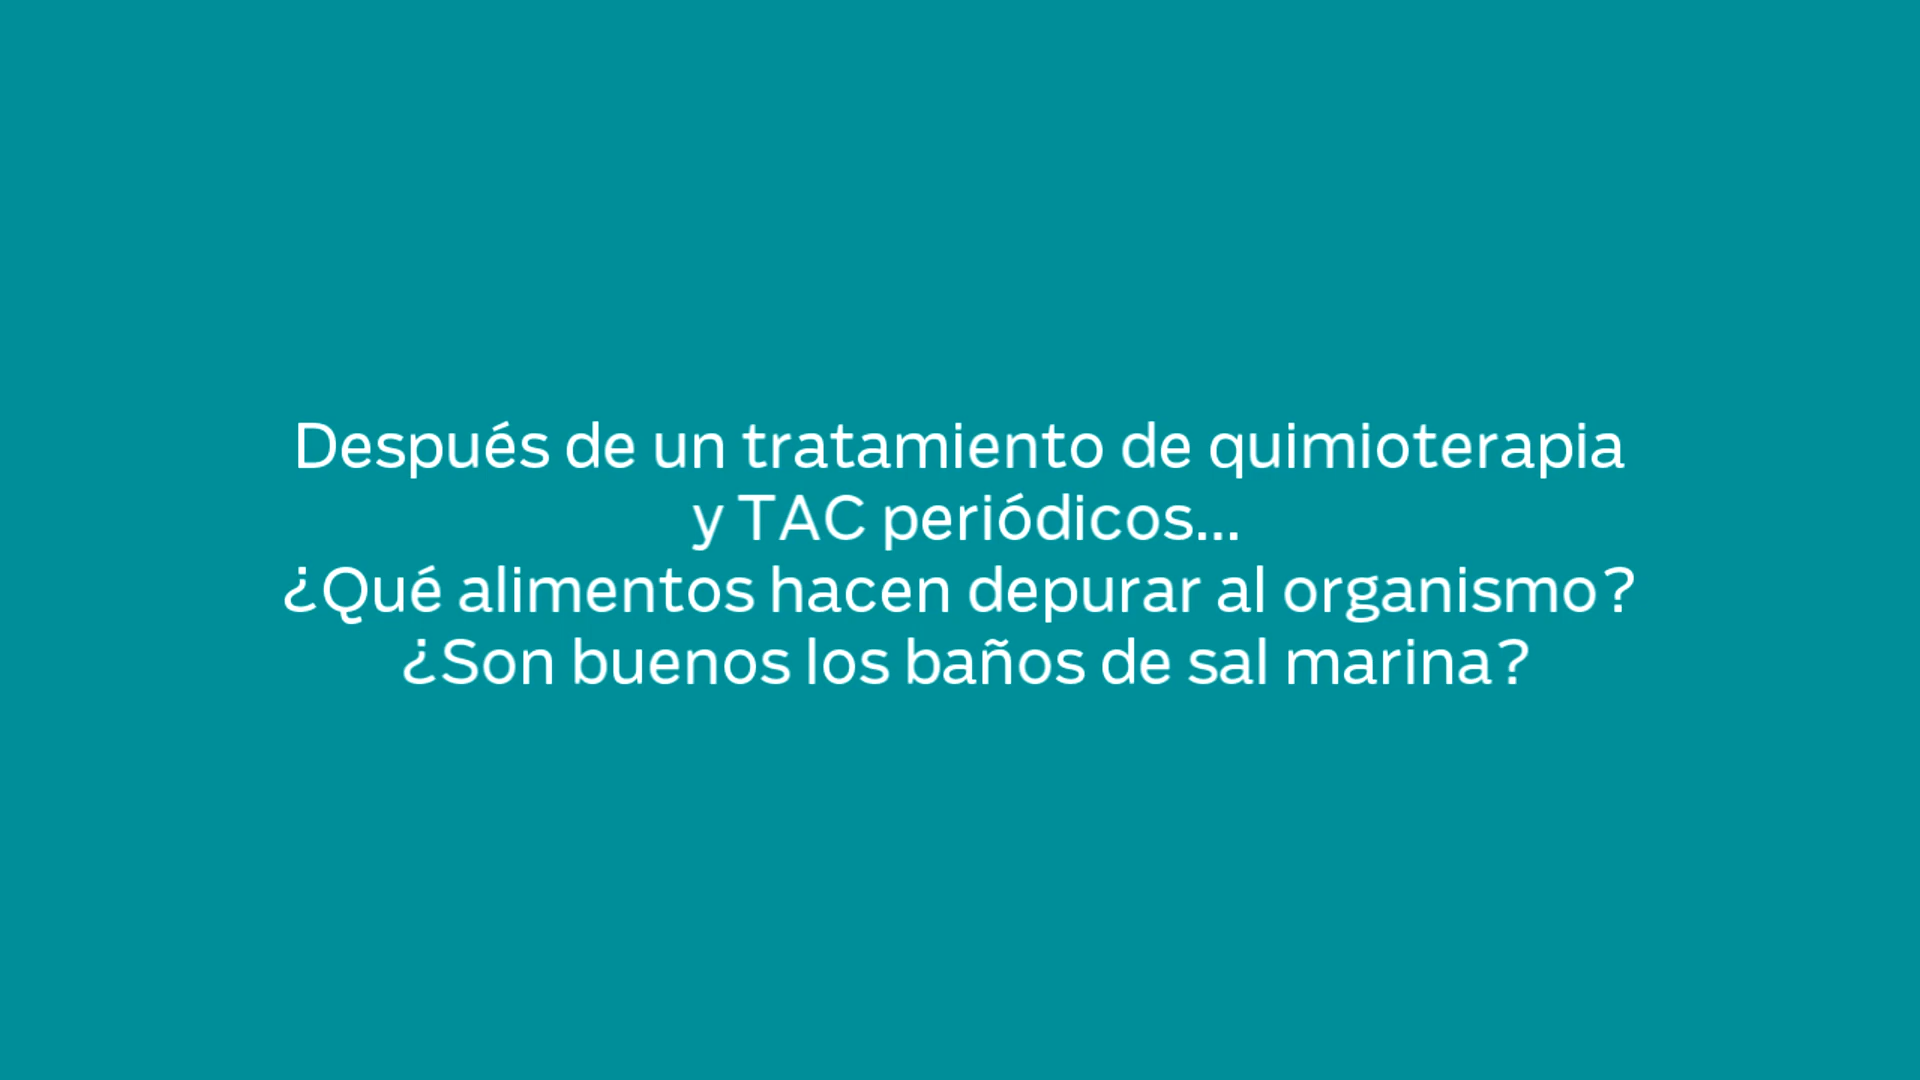 Después de un tratamiento de quimioterapia
y TAC periódicos...
¿Qué alimentos hacen depurar al organismo?
¿Son buenos los baños de sal marina?